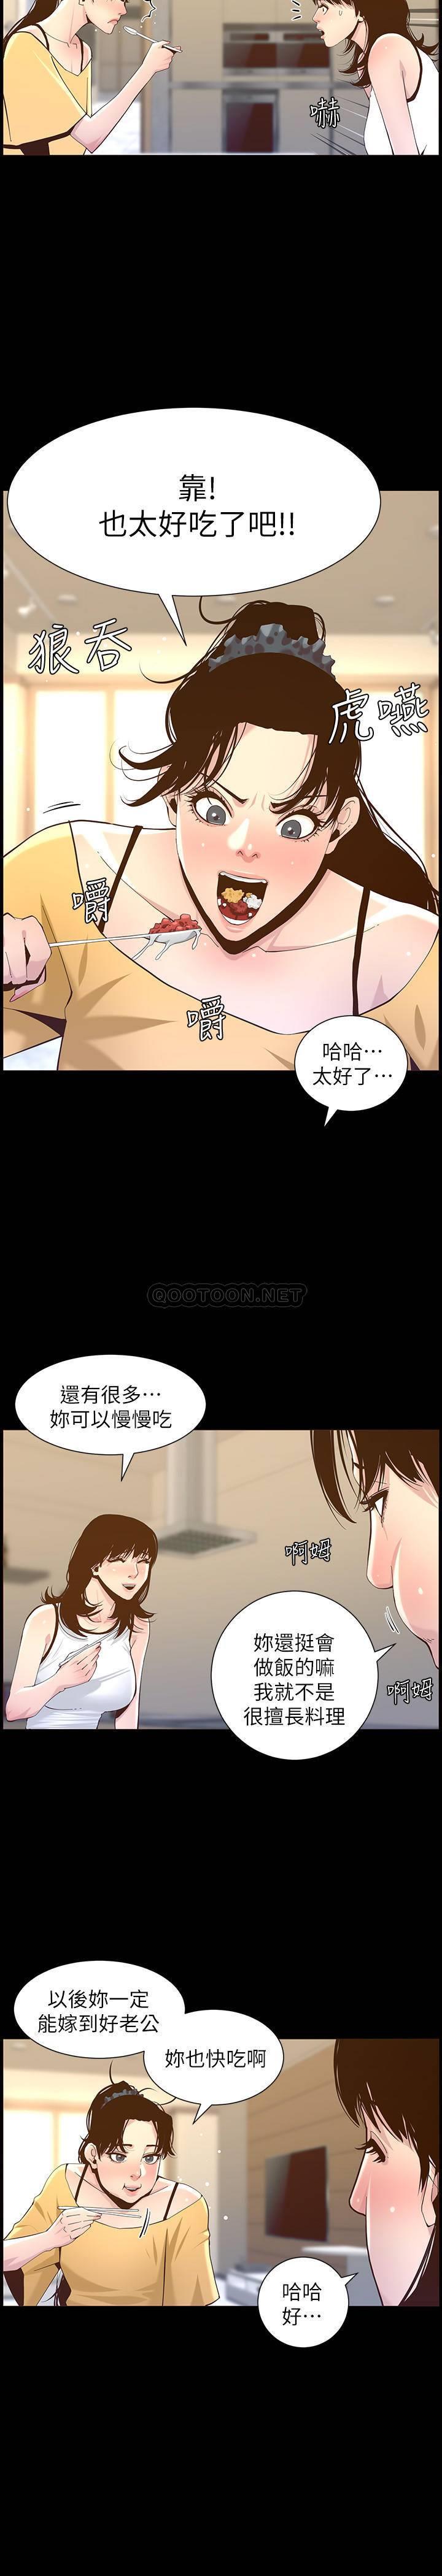 嚇
靠!
也太好吃了吧!!
狼吞
虎嚥
嚼
嚼
哈哈…
太好了…
QOOTOON.NET
還有很多…
妳可以慢慢吃
啊姆
妳還挺會
做飯的嘛
我就不是
很擅長料理
啊姆
以後妳一定
能嫁到好老公
妳也快吃啊
哈哈
好…